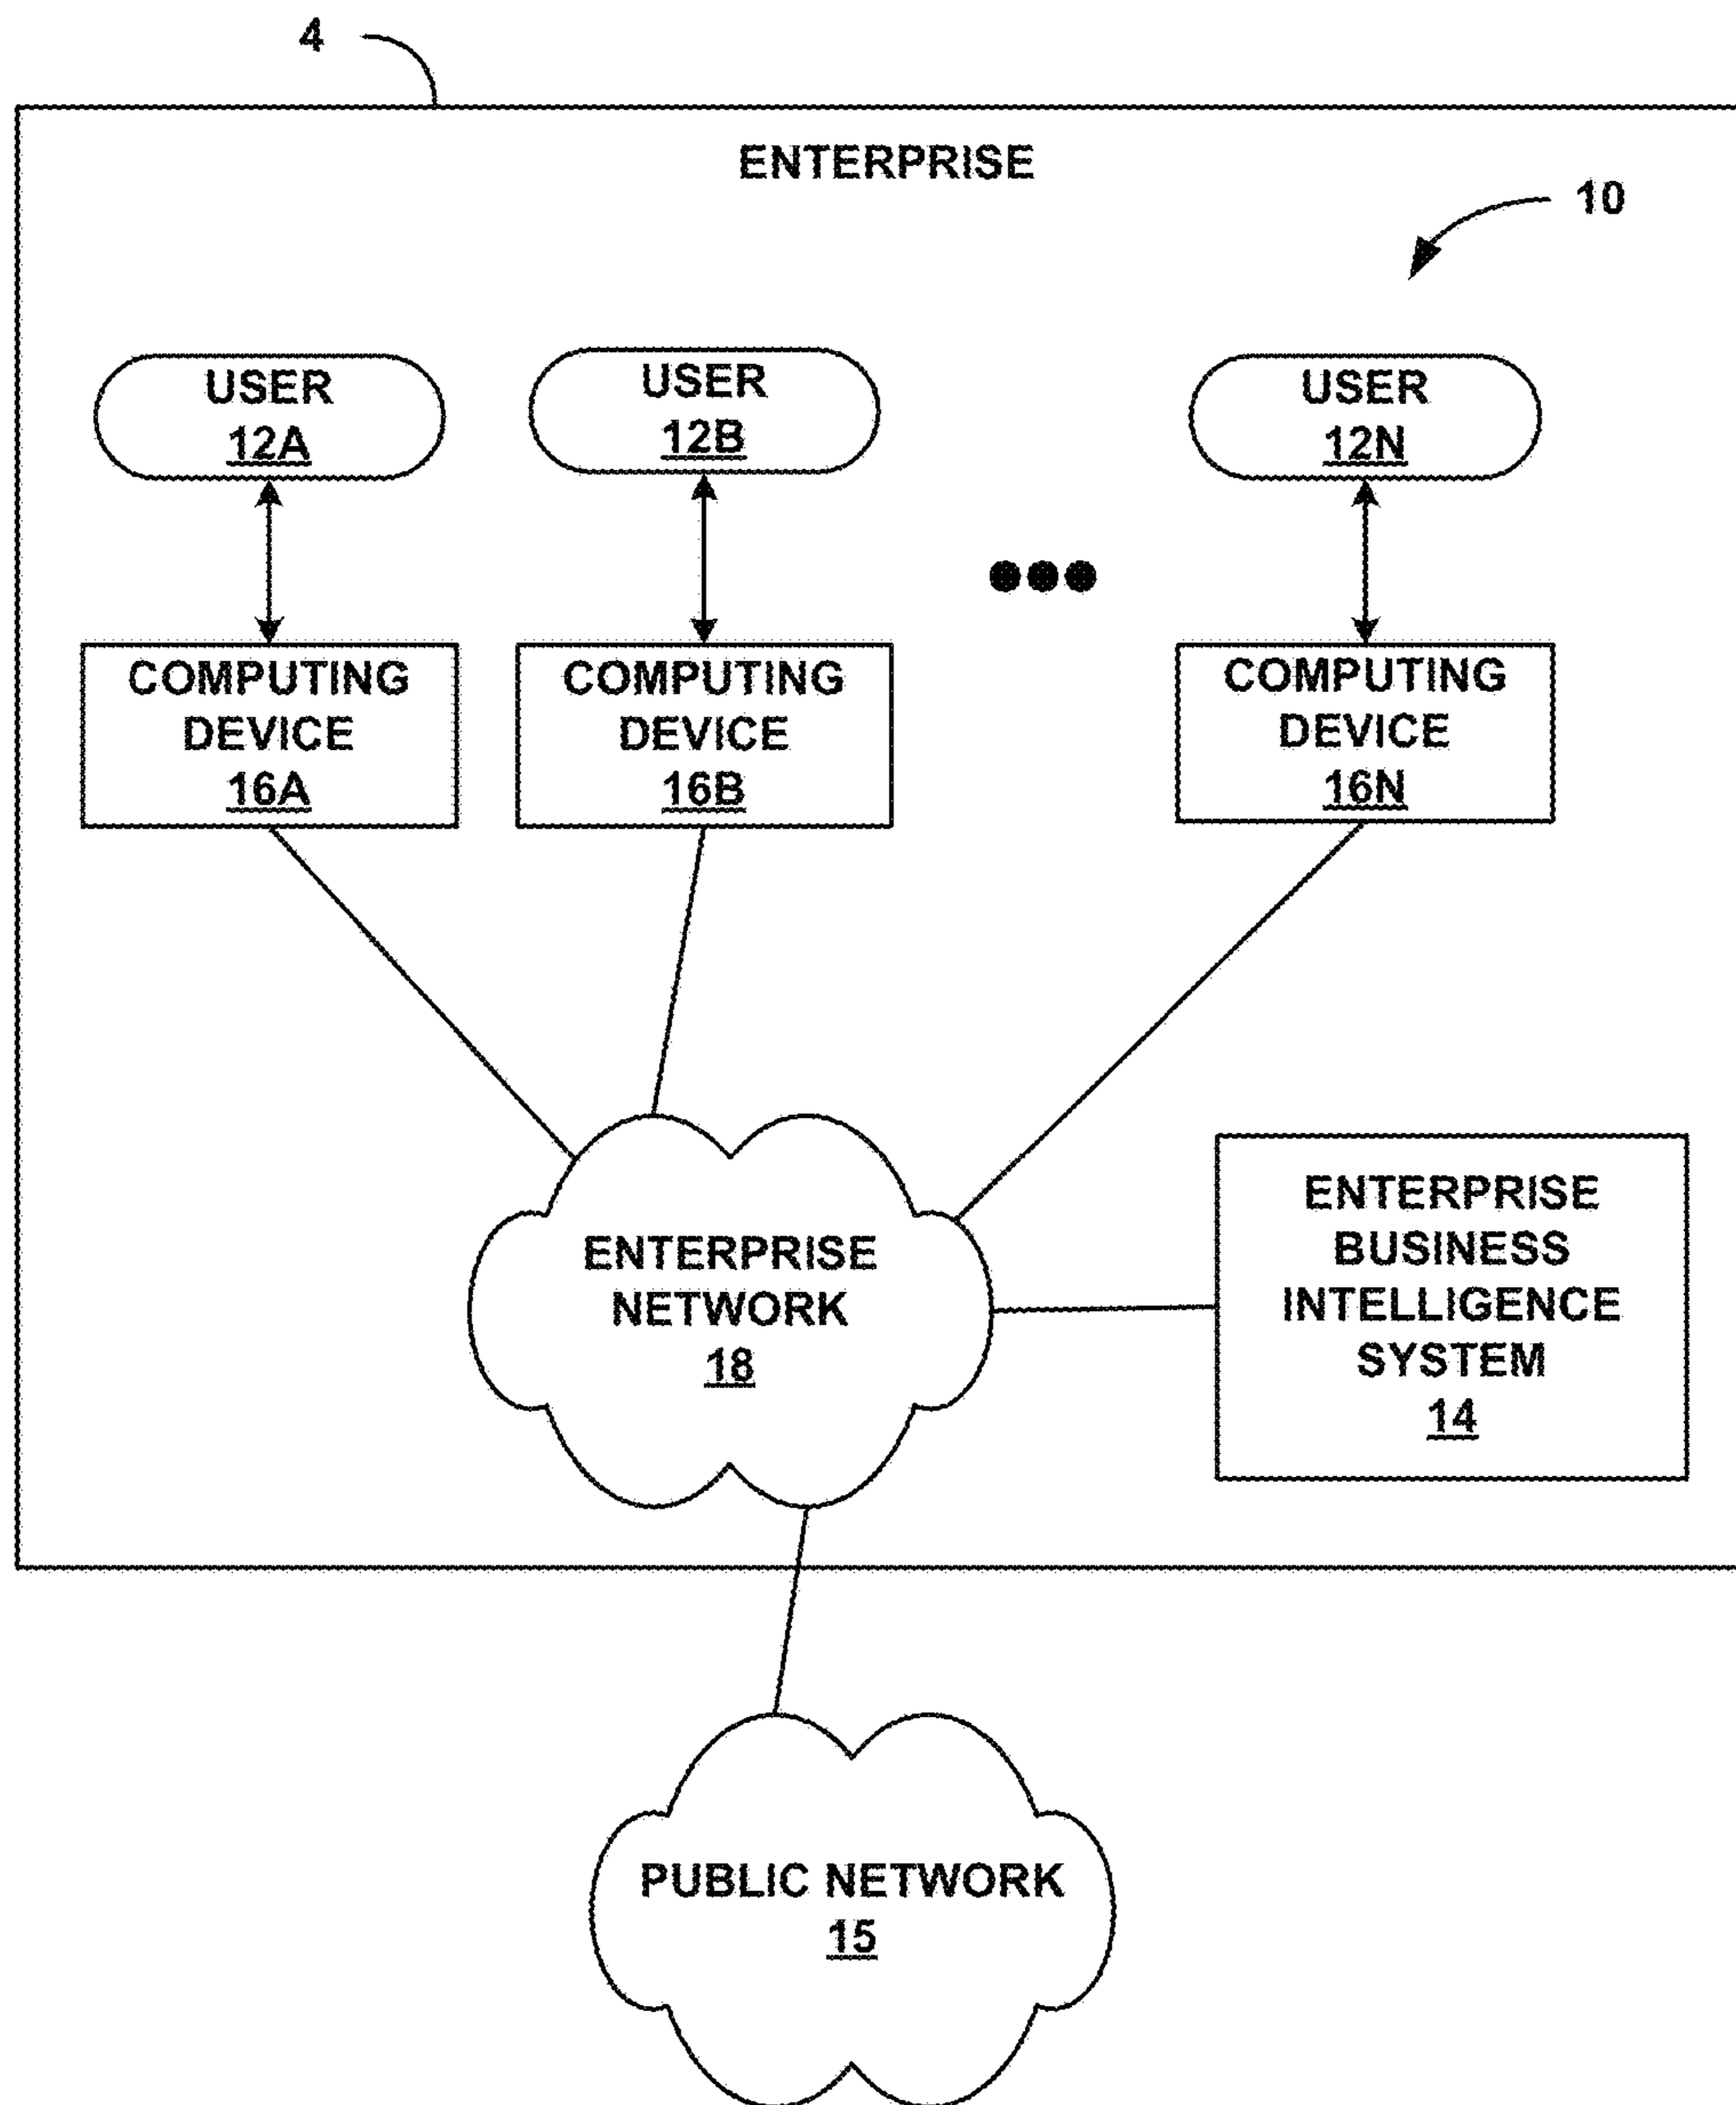 4
ENTERPRISE
10
USER
12A
USER
12B
USER
12N
COMPUTING
DEVICE
16A
COMPUTING
DEVICE
16B
COMPUTING
DEVICE
16N
ENTERPRISE
NETWORK
18
ENTERPRISE
BUSINESS
INTELLIGENCE
SYSTEM
14
PUBLIC NETWORK
15